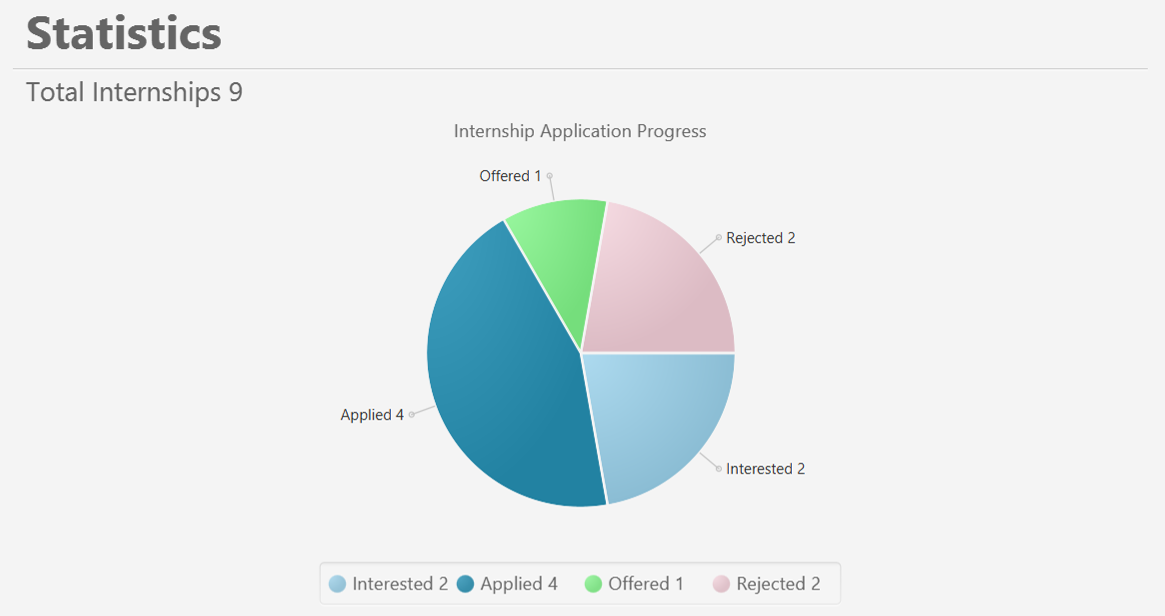 Statistics
Total Internships 9
Internship Application Progress
Offered 1
Rejected 2
Applied 4
Interested 2
Interested 2 Applied 4 Offered 1 Rejected 2